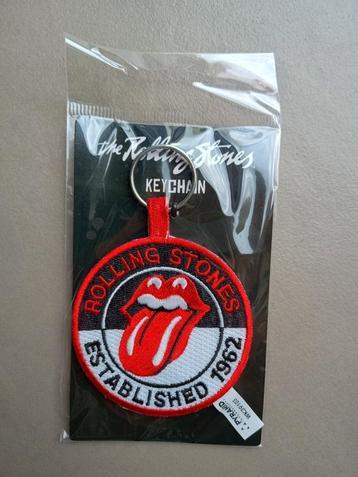 the Rolling Stones
KEYCHAIN
ROLLING STONES
ESTABLISHED 1962
PYRAMID